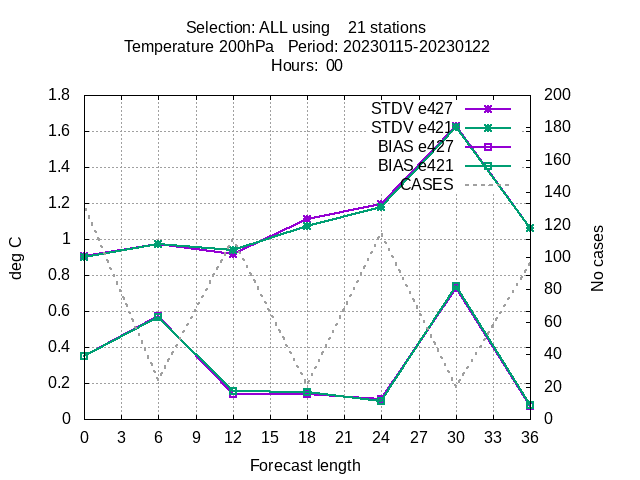 Selection: ALL using    21 stations
Temperature 200hPa   Period: 20230115-20230122
Hours:  00
1.8
1.6
1.4
1.2
1
0.8
0.6
0.4
0.2
0
deg C
STDV e427
STDV e421
BIAS e427
BIAS e421
CASES
200
180
160
140
120
100
80
60
40
20
0
No cases
0 3 6 9 12 15 18 21 24 27 30 33 36
Forecast length